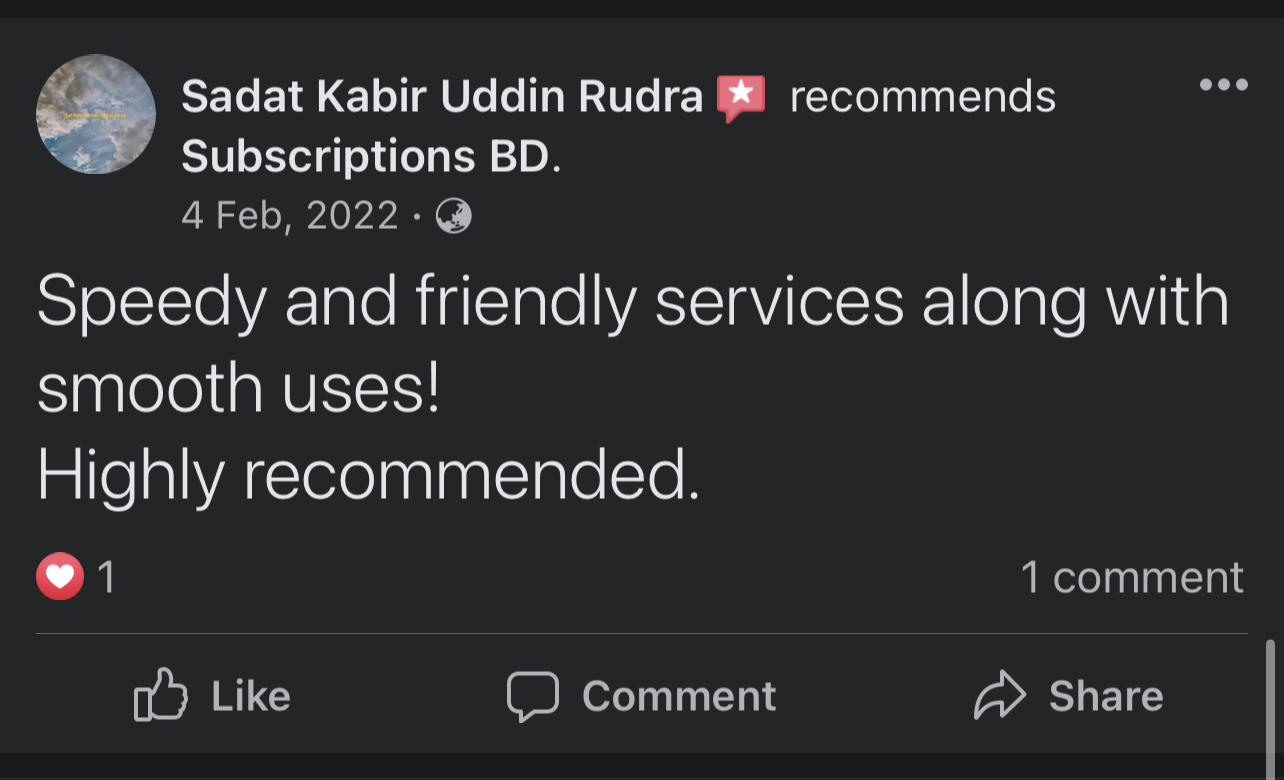 Sadat Kabir Uddin Rudra recommends
Subscriptions BD.
4 Feb, 2022 ·
Speedy and friendly services along with
smooth uses!
Highly recommended.
1 1 comment
Like Comment Share